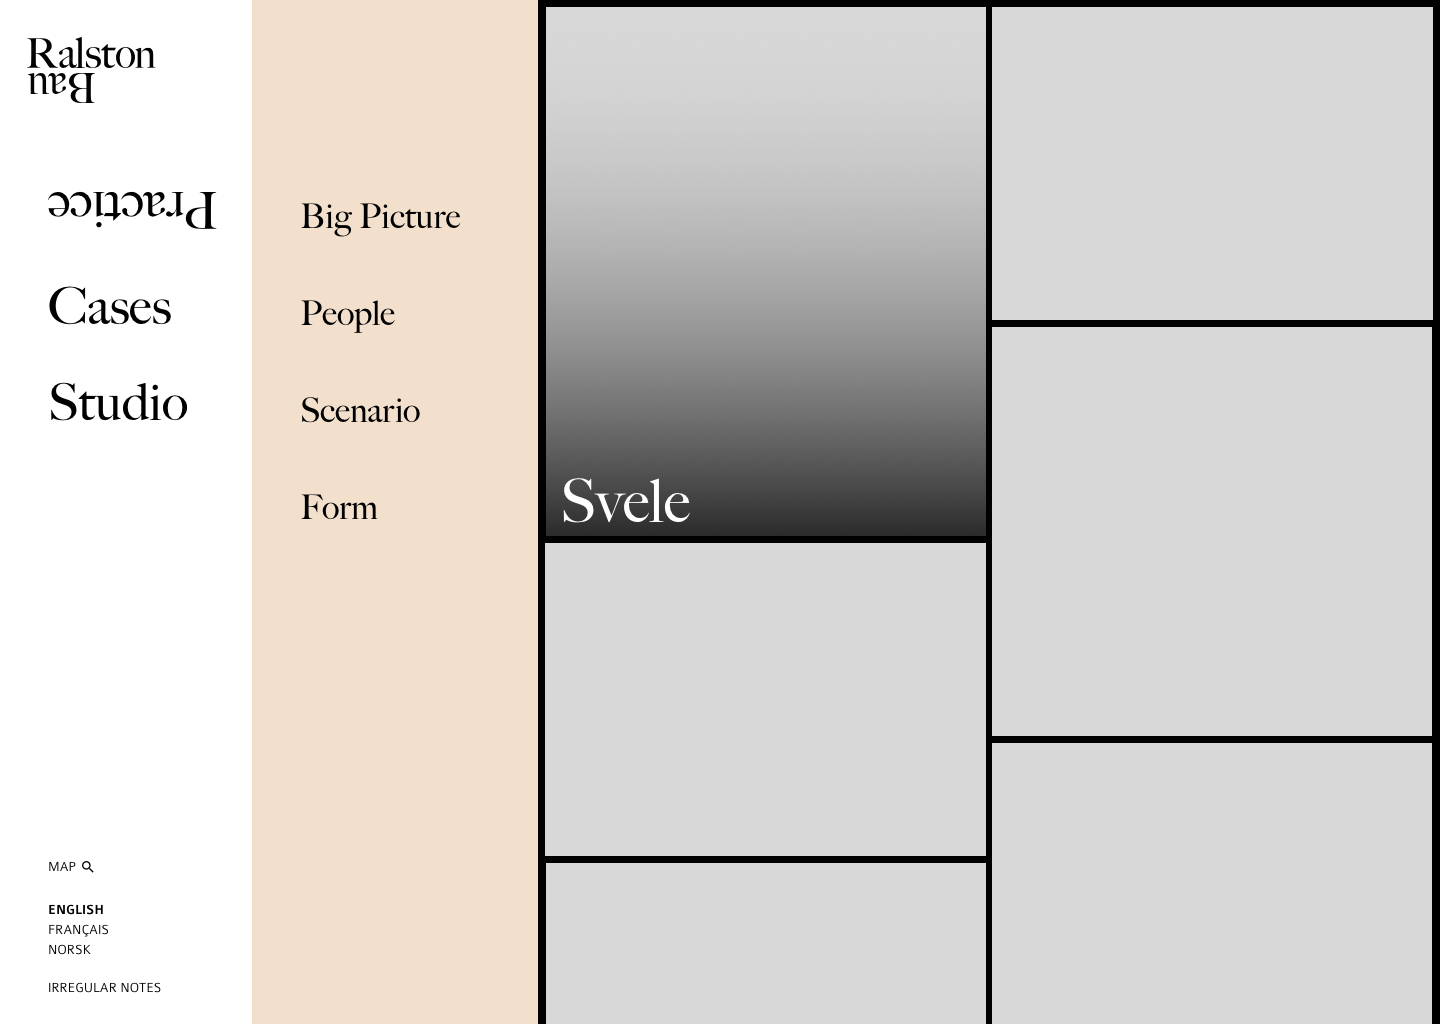 Ralston
Bau
Practice
Cases
Studio
MAP
ENGLISH
FRANÇAIS
NORSK
IRREGULAR NOTES
Big Picture
People
Scenario
Form
Svele